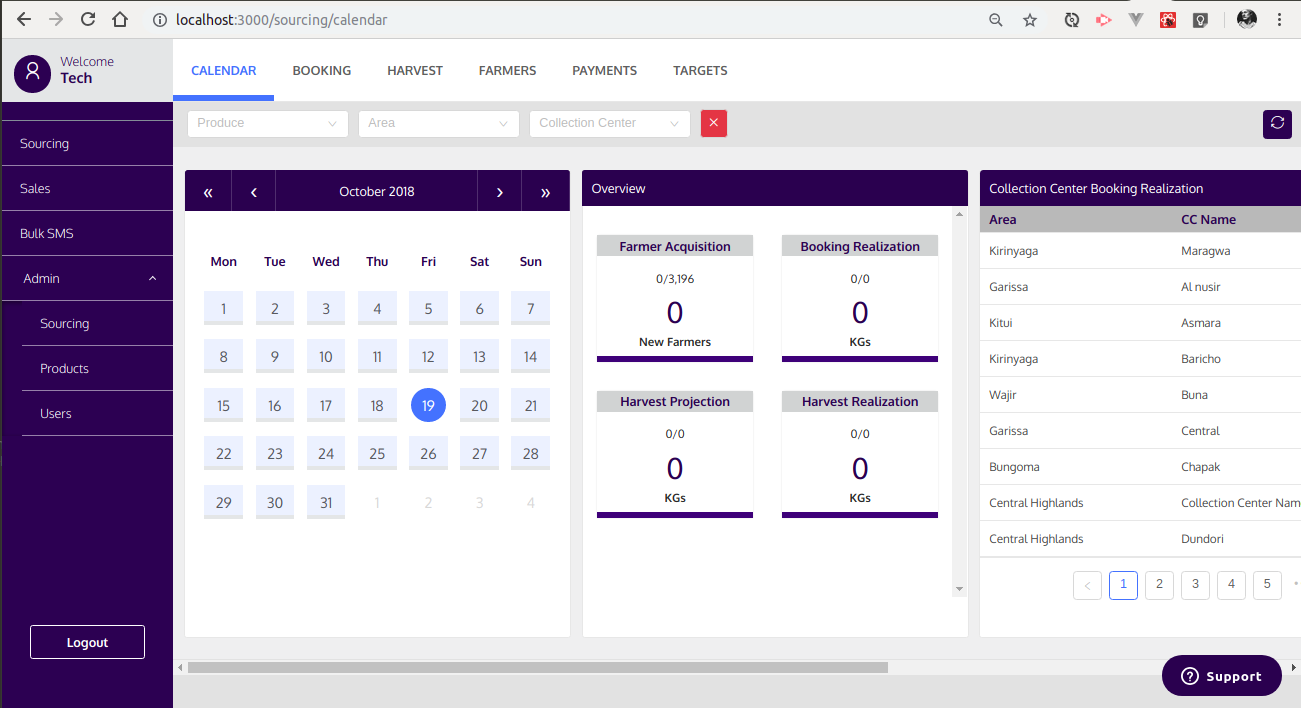 localhost:3000/sourcing/calendar
Welcome
Tech
CALENDAR BOOKING HARVEST FARMERS PAYMENTS TARGETS
Produce Area Collection Center
Sourcing
Sales
Bulk SMS
Admin
Sourcing
Products
Users
Logout
« ‹ October 2018 › »
Mon Tue Wed Thu Fri Sat Sun
1 2 3 4 5 6 7
8 9 10 11 12 13 14
15 16 17 18 19 20 21
22 23 24 25 26 27 28
29 30 31 1 2 3 4
Overview
Farmer Acquisition
0/3,196
0
New Farmers
Booking Realization
0/0
0
KGs
Harvest Projection
0/0
0
KGs
Harvest Realization
0/0
0
KGs
Collection Center Booking Realization
Area CC Name
Kirinyaga Maragwa
Garissa Al nusir
Kitui Asmara
Kirinyaga Baricho
Wajir Buna
Garissa Central
Bungoma Chapak
Central Highlands Collection Center Nam
Central Highlands Dundori
< 1 2 3 4 5
Support